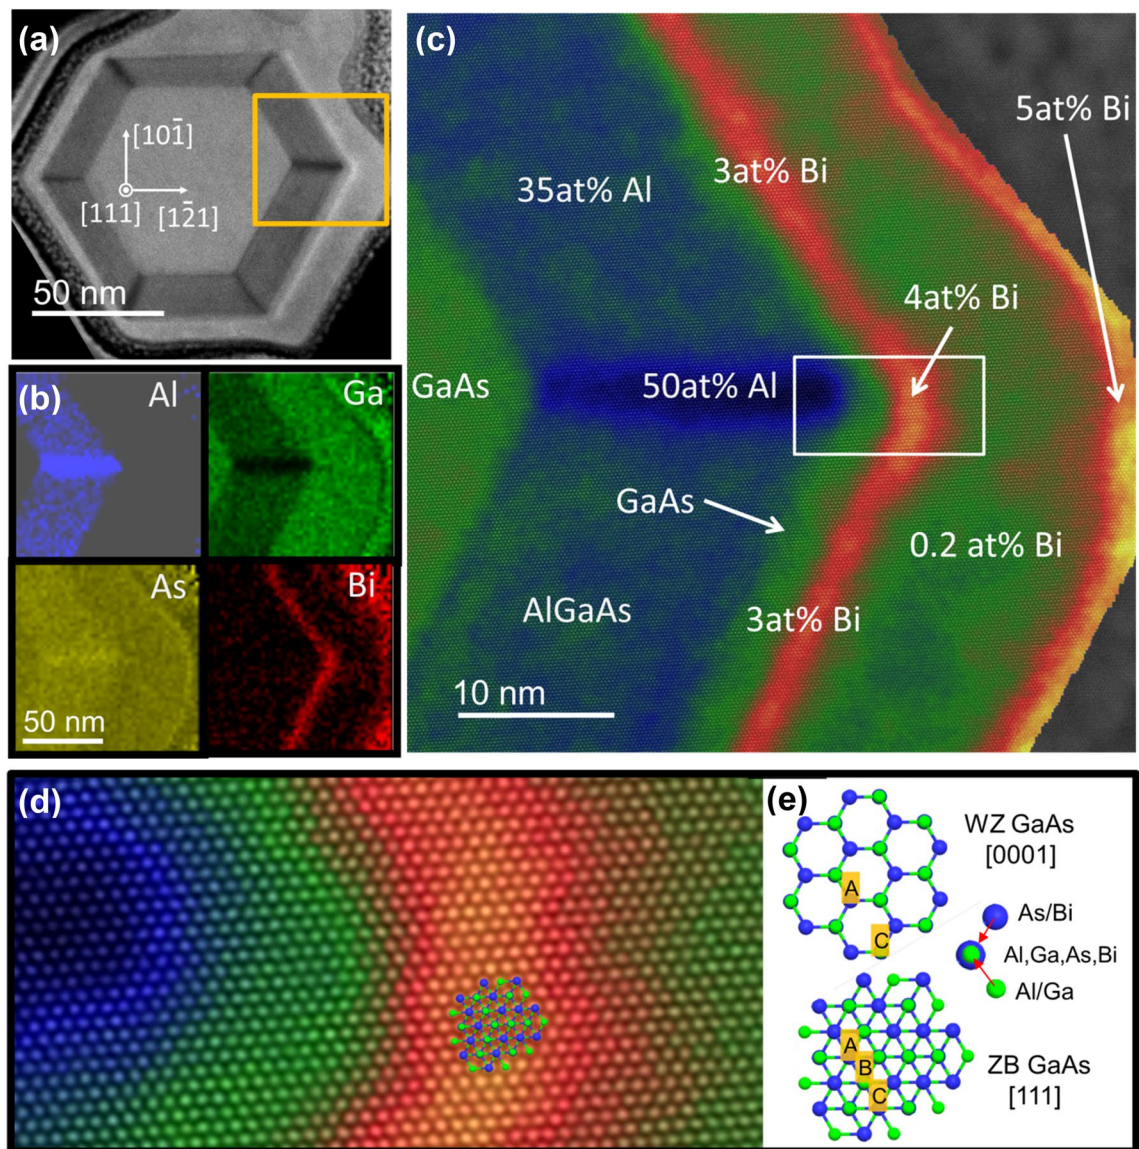 (a)
[101̄]
[111]
[12̄1]
50 nm
(b)
Al
Ga
As
Bi
50 nm
(c)
5at% Bi
3at% Bi
35at% Al
4at% Bi
GaAs
50at% Al
GaAs
0.2 at% Bi
AlGaAs
3at% Bi
10 nm
(d)
(e)
WZ GaAs
[0001]
A
C
As/Bi
Al,Ga,As,Bi
Al/Ga
A
B
C
ZB GaAs
[111]